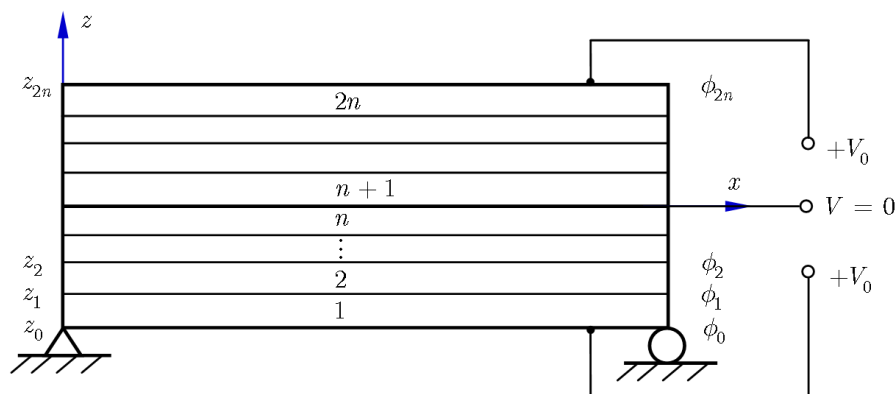 z
z_{2n} 2n ϕ_{2n}
+V_0
n + 1 x
V = 0
n
⋮
z_2 ϕ_2
2 +V_0
z_1 ϕ_1
1
z_0 ϕ_0